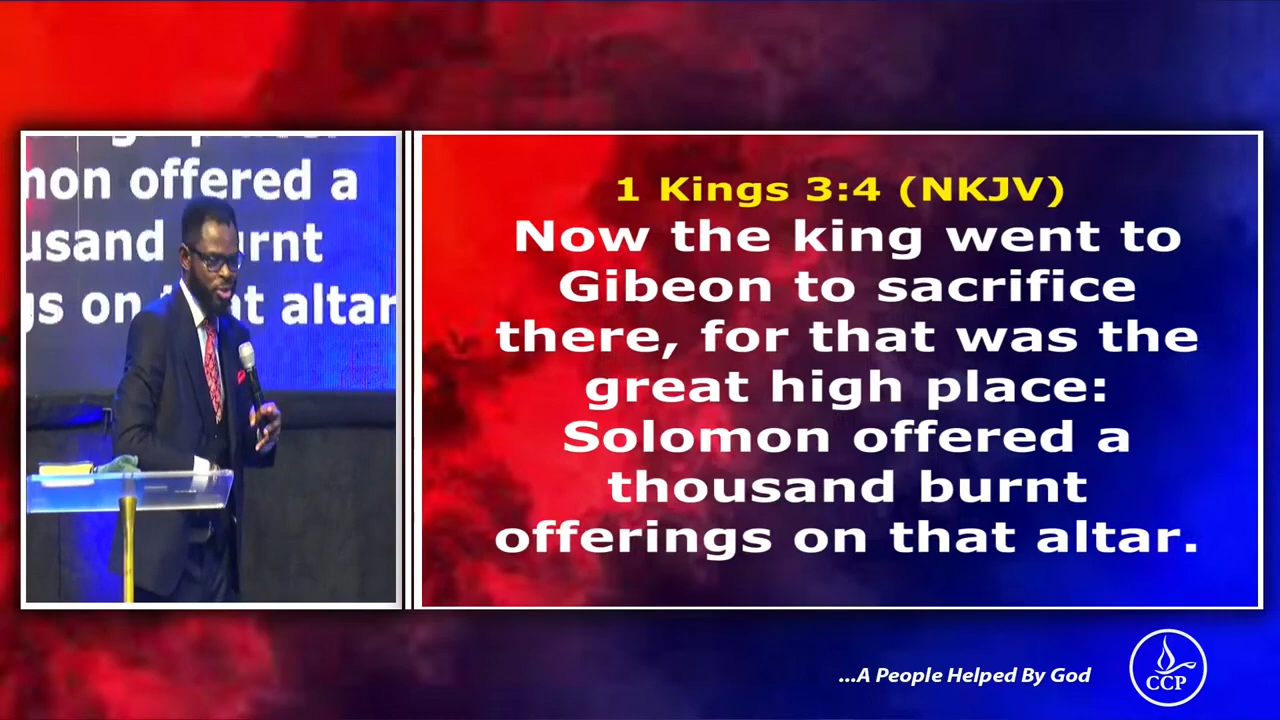 mon offered a
usand urnt
gs on t altar
1 Kings 3:4 (NKJV)
Now the king went to
Gibeon to sacrifice
there, for that was the
great high place:
Solomon offered a
thousand burnt
offerings on that altar.
...A People Helped By God
CCP